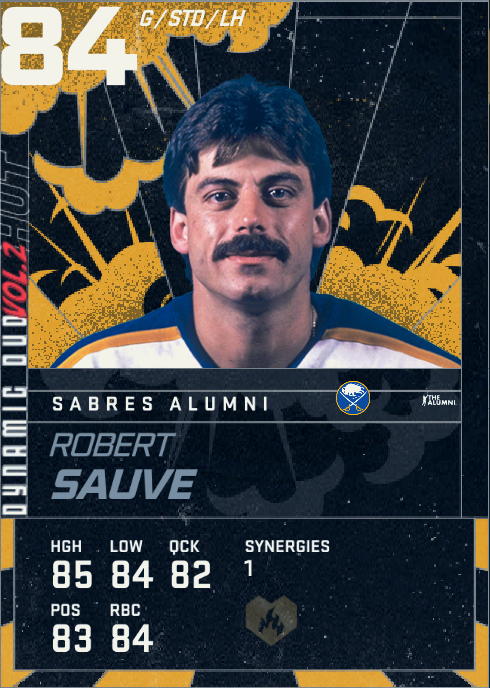 84
G / STD / LH
HUT
DYNAMIC DUO VOL.2
SABRES ALUMNI
THE
ALUMNI
ROBERT
SAUVE
HGH LOW QCK SYNERGIES
85 84 82 1
POS RBC
83 84